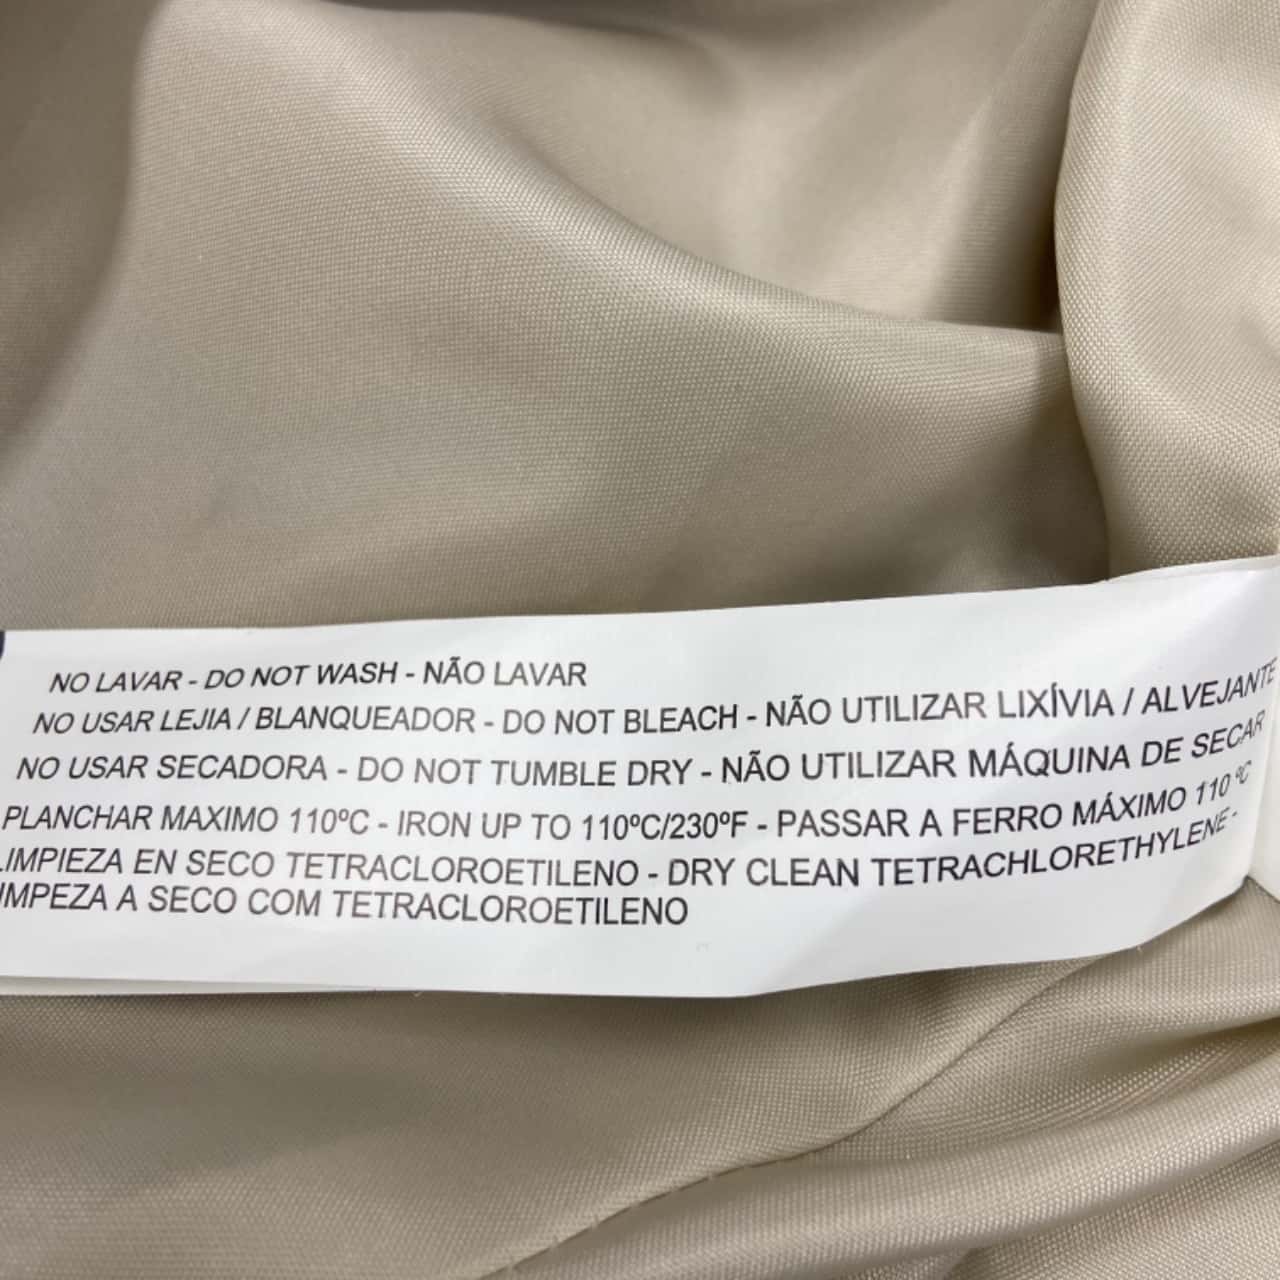 NO LAVAR - DO NOT WASH - NÃO LAVAR
NO USAR LEJIA / BLANQUEADOR - DO NOT BLEACH - NÃO UTILIZAR LIXÍVIA / ALVEJANTE
NO USAR SECADORA - DO NOT TUMBLE DRY - NÃO UTILIZAR MÁQUINA DE SECAR
PLANCHAR MAXIMO 110ºC - IRON UP TO 110ºC/230ºF - PASSAR A FERRO MÁXIMO 110 ºC
LIMPIEZA EN SECO TETRACLOROETILENO - DRY CLEAN TETRACHLORETHYLENE -
IMPEZA A SECO COM TETRACLOROETILENO